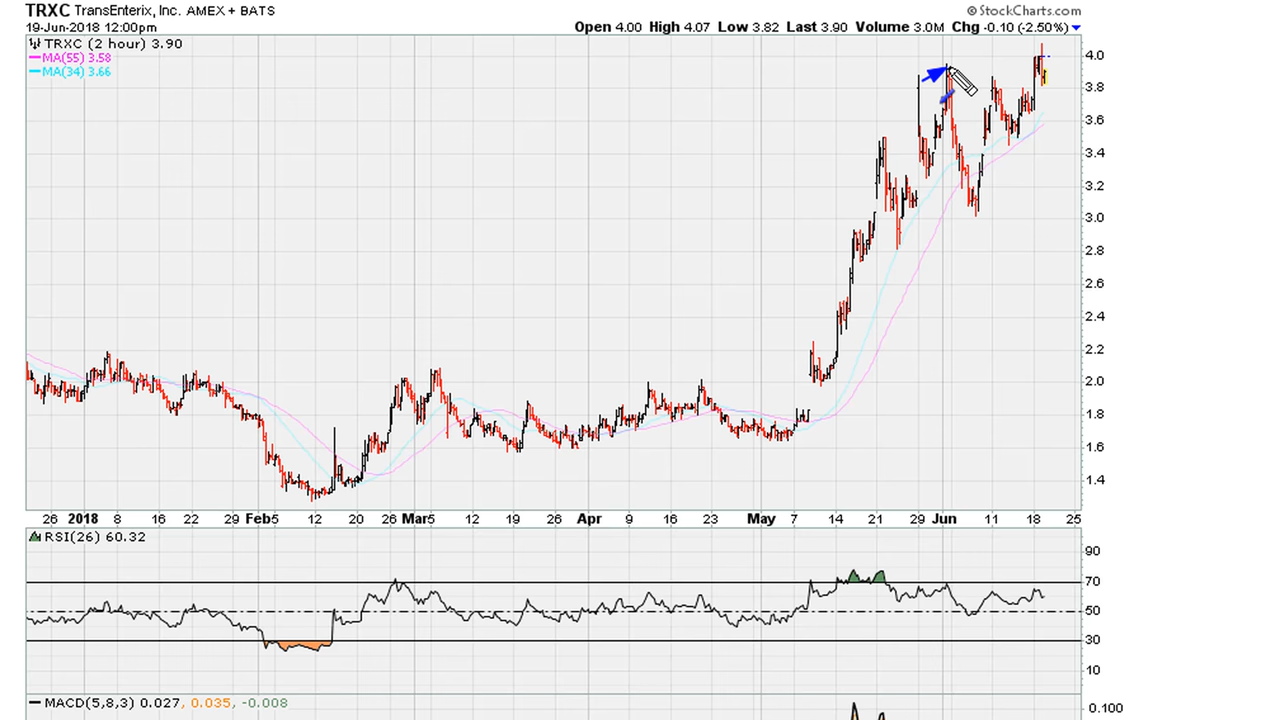 TRXC TransEnterix, Inc. AMEX + BATS
© StockCharts.com
19-Jun-2018 12:00pm
Open 4.00 High 4.07 Low 3.82 Last 3.90 Volume 3.0M Chg -0.10 (-2.50%)
TRXC (2 hour) 3.90
MA(55) 3.58
MA(34) 3.66
4.0
3.8
3.6
3.4
3.2
3.0
2.8
2.6
2.4
2.2
2.0
1.8
1.6
1.4
26 2018 8 16 22 29 Feb 5 12 20 26 Mar 5 12 19 26 Apr 9 16 23 May 7 14 21 29 Jun 11 18 25
RSI(26) 60.32
90
70
50
30
10
MACD(5,8,3) 0.027, 0.035, -0.008
0.100